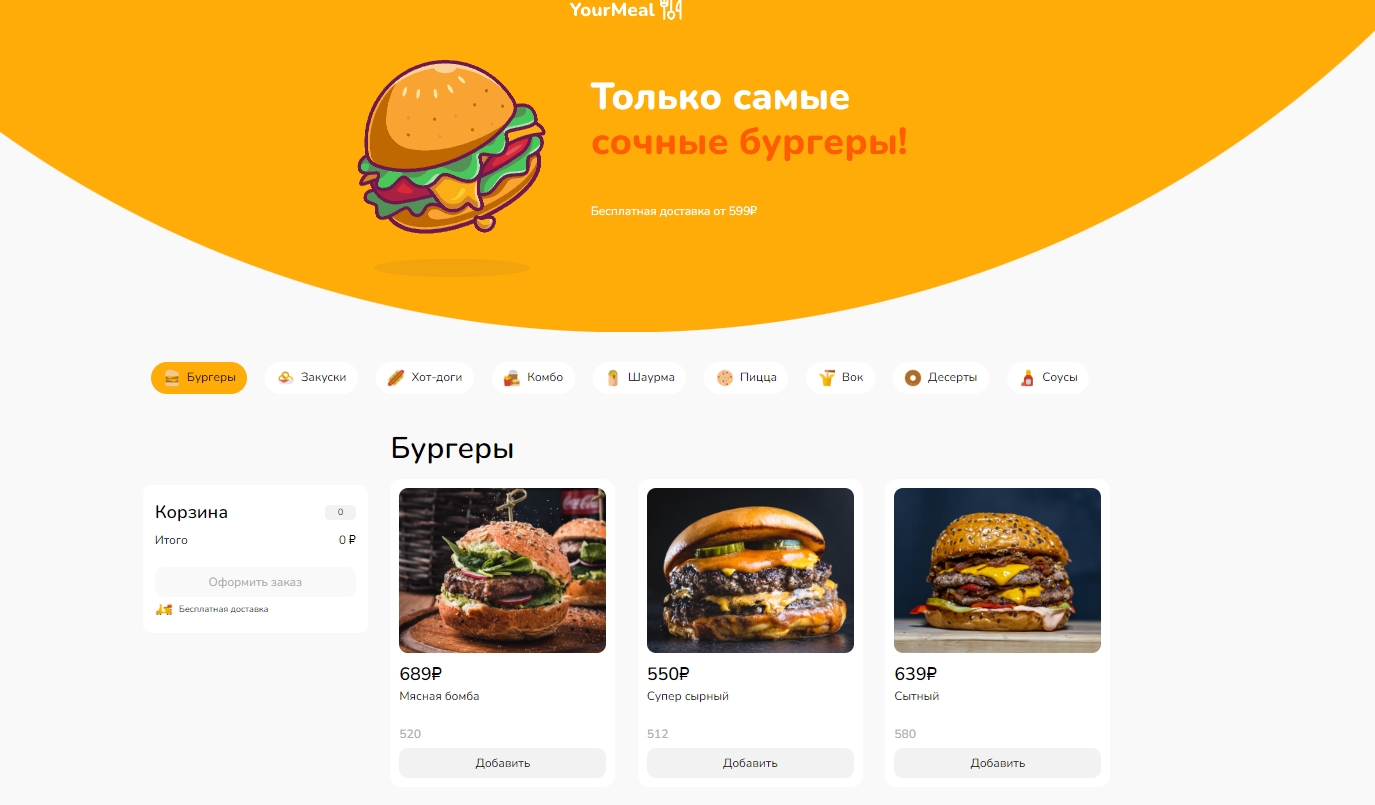 YourMeal
Только самые
сочные бургеры!
Бесплатная доставка от 599₽
Бургеры
Закуски
Хот-доги
Комбо
Шаурма
Пицца
Вок
Десерты
Соусы
Бургеры
Корзина
0
Итого
0 ₽
Оформить заказ
Бесплатная доставка
689₽
Мясная бомба
520
Добавить
550₽
Супер сырный
512
Добавить
639₽
Сытный
580
Добавить